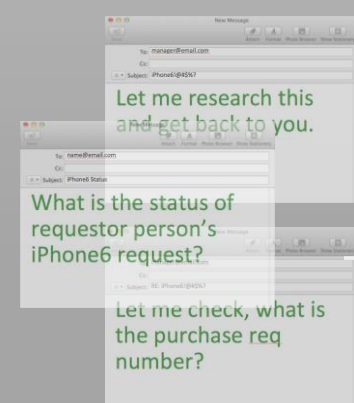 New Message
To: manager@email.com
Cc:
Subject: iPhone6!@#$%?
Let me research this
and get back to you.
To: name@email.com
Cc:
Subject: iPhone6 Status
What is the status of
requestor person's
iPhone6 request?
Cc:
Subject: RE: iPhone6!@#$%?
Let me check, what is
the purchase req
number?